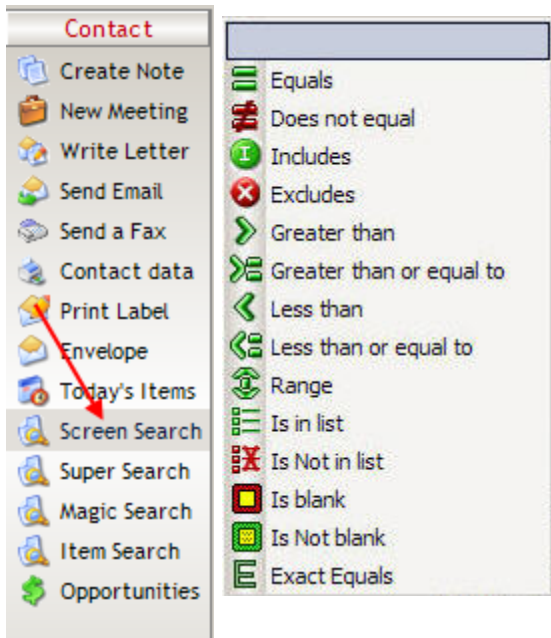 Contact
Create Note
New Meeting
Write Letter
Send Email
Send a Fax
Contact data
Print Label
Envelope
Today's Items
Screen Search
Super Search
Magic Search
Item Search
Opportunities
Equals
Does not equal
I Includes
Excludes
Greater than
Greater than or equal to
Less than
Less than or equal to
Range
Is in list
Is Not in list
Is blank
Is Not blank
E Exact Equals